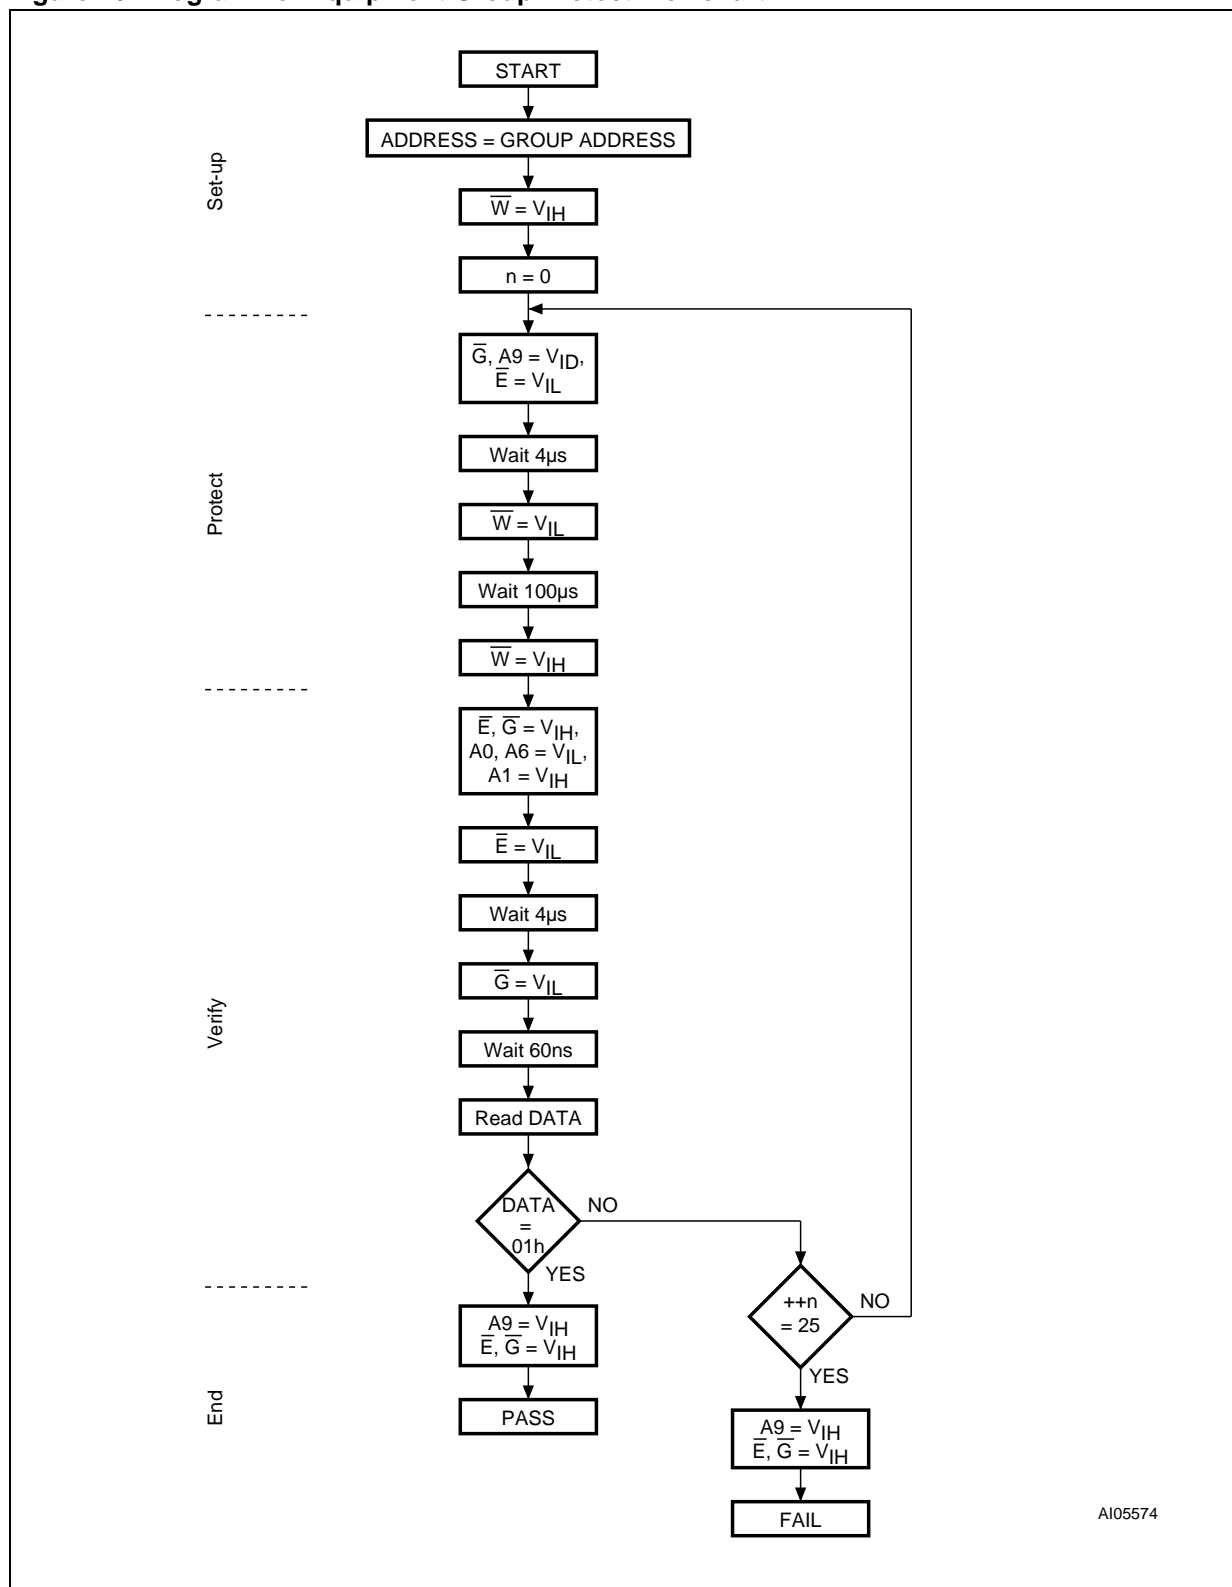 START
ADDRESS = GROUP ADDRESS
Set-up
W̅ = VIH
n = 0
G̅, A9 = VID,
E̅ = VIL
Wait 4µs
Protect
W̅ = VIL
Wait 100µs
W̅ = VIH
E̅, G̅ = VIH,
A0, A6 = VIL,
A1 = VIH
E̅ = VIL
Wait 4µs
G̅ = VIL
Verify
Wait 60ns
Read DATA
DATA
=
01h
NO
YES
++n
= 25
NO
YES
A9 = VIH
E̅, G̅ = VIH
End
PASS
A9 = VIH
E̅, G̅ = VIH
FAIL
AI05574